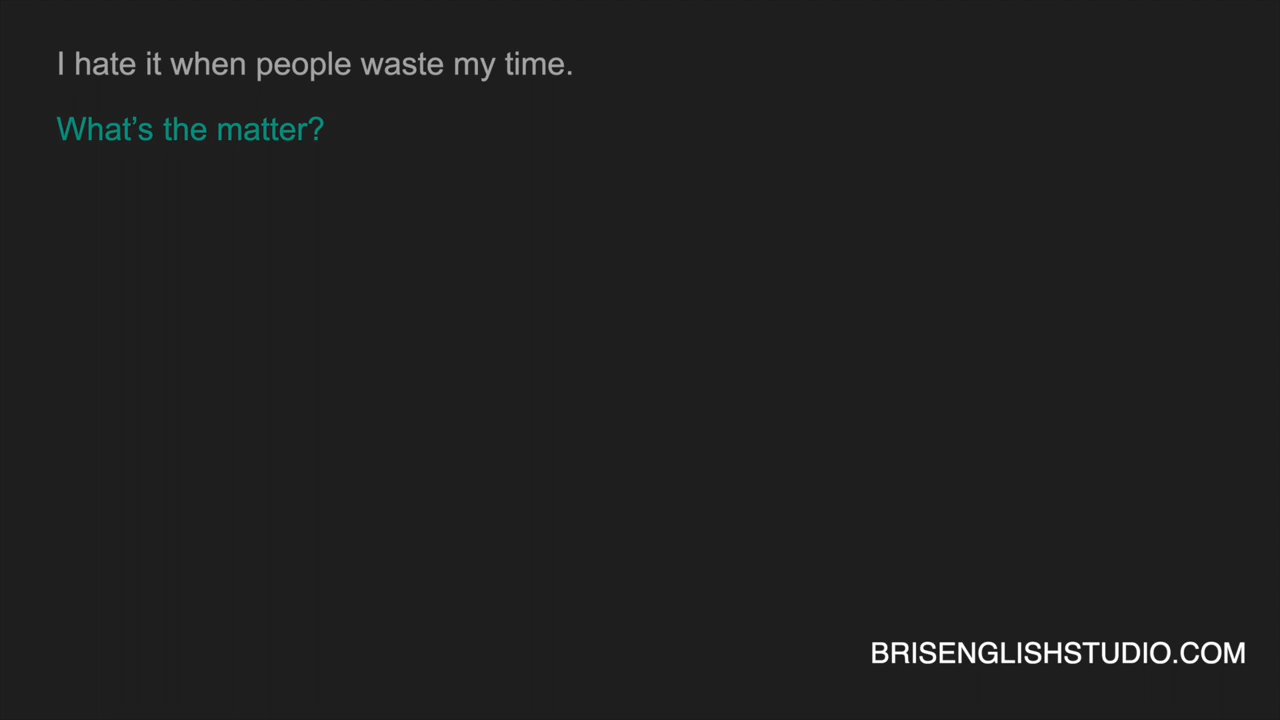 I hate it when people waste my time.
What’s the matter?
BRISENGLISHSTUDIO.COM